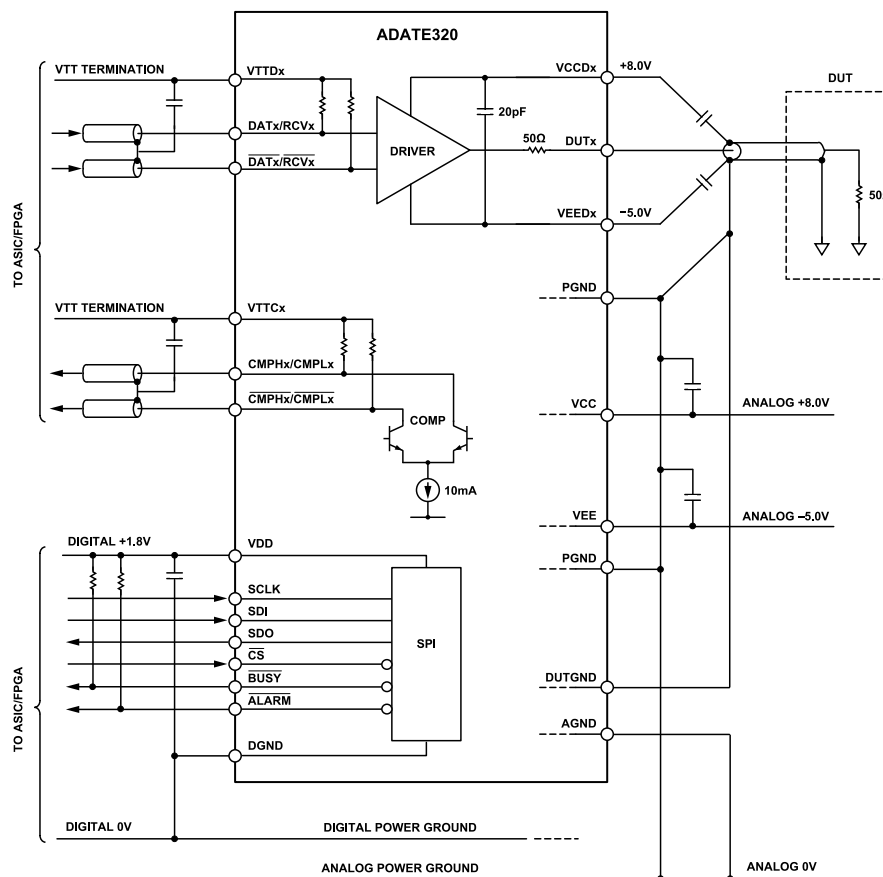 ADATE320
VTT TERMINATION
VTTDx
VCCDx
+8.0V
DUT
20pF
DATx/RCVx
50Ω
DRIVER
DUTx
DATx/RCVx
50
VEEDx
–5.0V
TO ASIC/FPGA
PGND
VTT TERMINATION
VTTCx
CMPHx/CMPLx
CMPHx/CMPLx
COMP
VCC
ANALOG +8.0V
10mA
VEE
ANALOG –5.0V
DIGITAL +1.8V
VDD
PGND
SCLK
SDI
SDO
SPI
CS
BUSY
DUTGND
ALARM
TO ASIC/FPGA
AGND
DGND
DIGITAL 0V
DIGITAL POWER GROUND
ANALOG POWER GROUND
ANALOG 0V